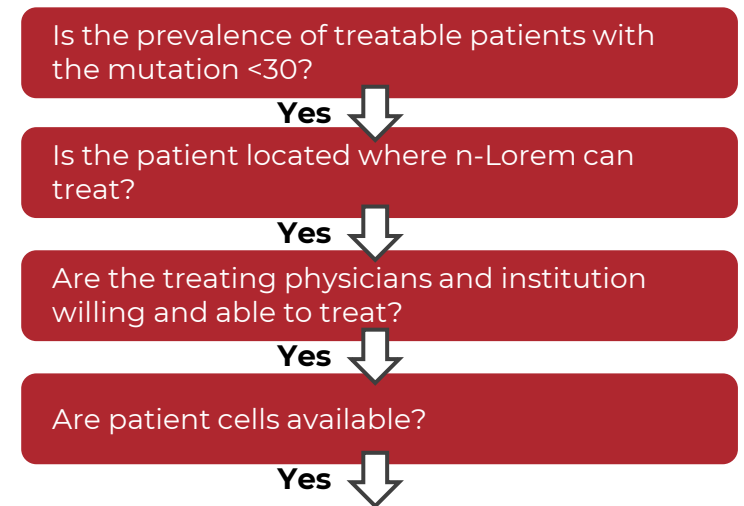 Is the prevalence of treatable patients with
the mutation <30?
Yes
Is the patient located where n-Lorem can
treat?
Yes
Are the treating physicians and institution
willing and able to treat?
Yes
Are patient cells available?
Yes